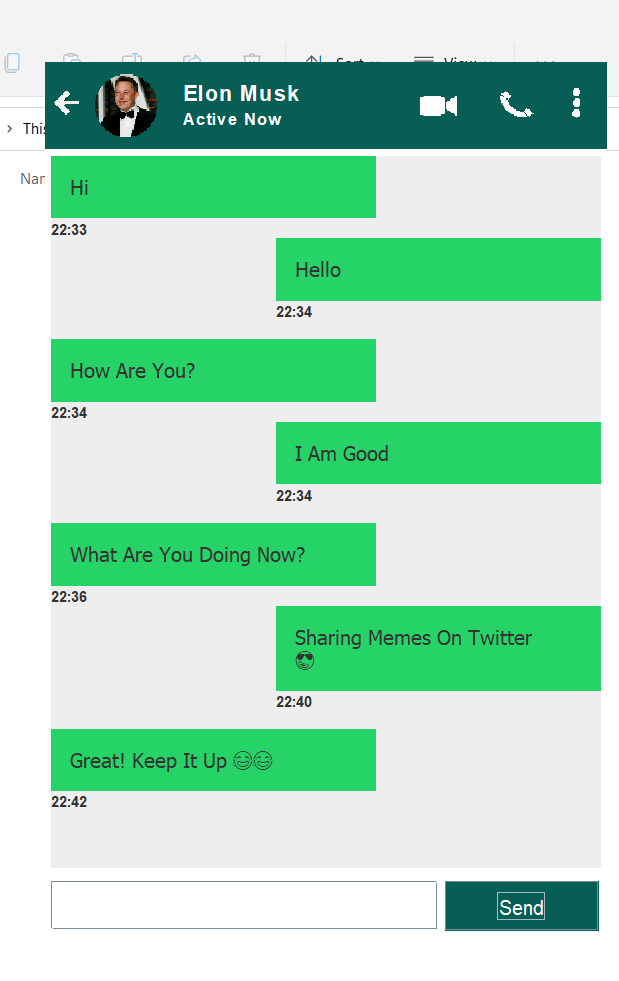 Sort
View
Elon Musk
Active Now
This
Nar
Hi
22:33
Hello
22:34
How Are You?
22:34
I Am Good
22:34
What Are You Doing Now?
22:36
Sharing Memes On Twitter
😎
22:40
Great! Keep It Up 😄😄
22:42
Send